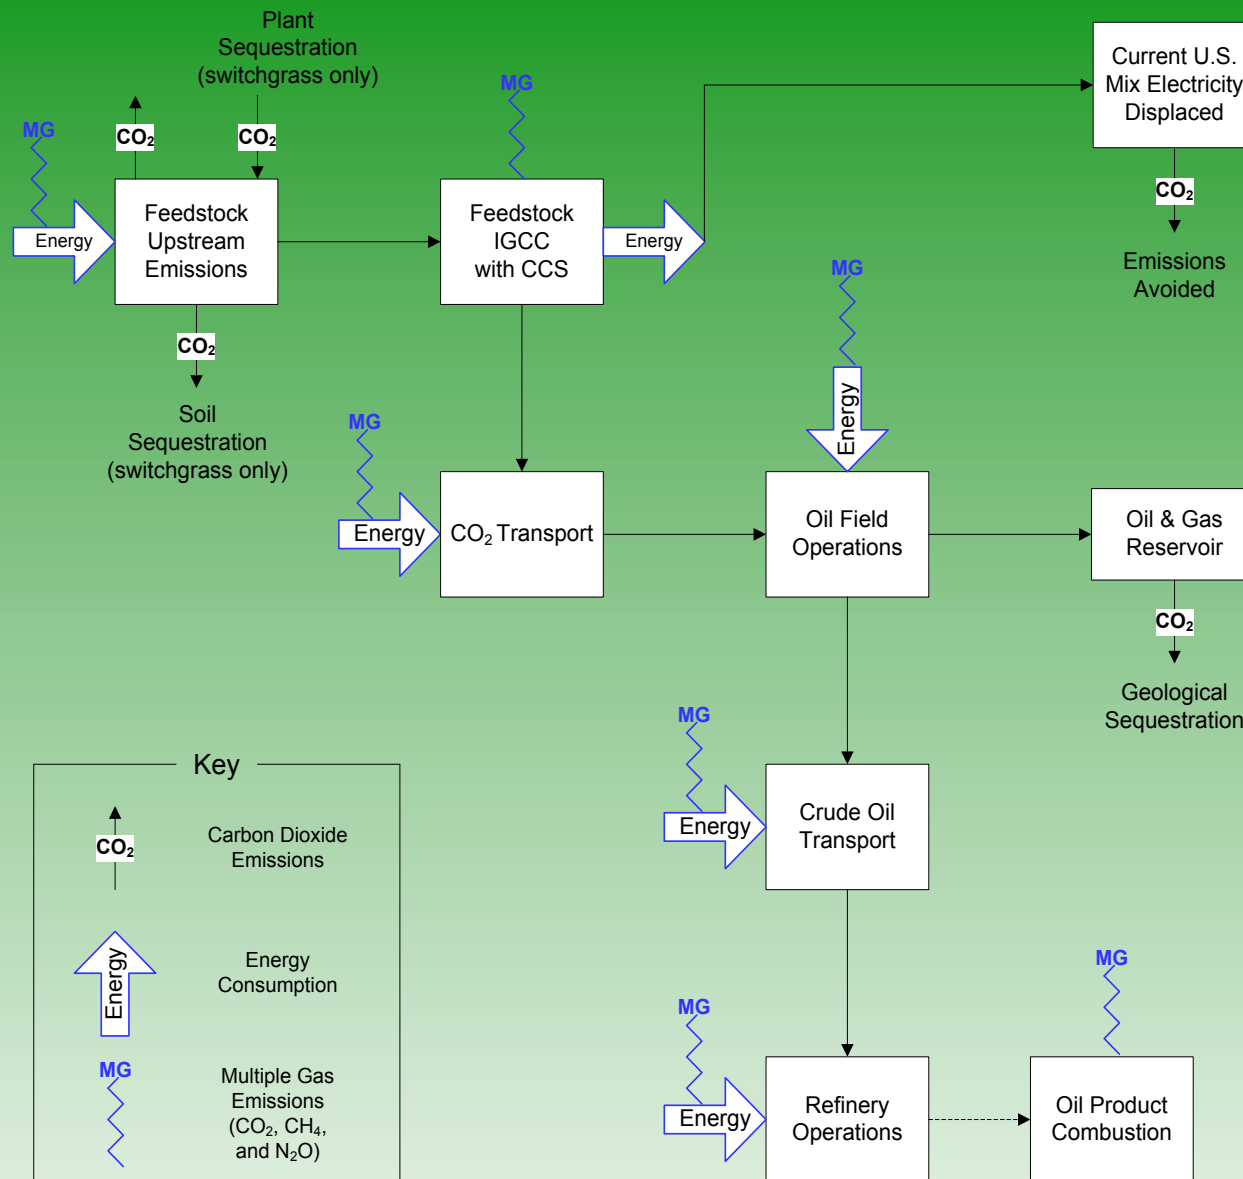 Plant
Sequestration
(switchgrass only)
MG
CO₂
CO₂
Energy
Feedstock
Upstream
Emissions
CO₂
Soil
Sequestration
(switchgrass only)
MG
Feedstock
IGCC
with CCS
Energy
Current U.S.
Mix Electricity
Displaced
CO₂
Emissions
Avoided
MG
Energy
CO₂ Transport
MG
Energy
Oil Field
Operations
Oil & Gas
Reservoir
CO₂
Geological
Sequestration
MG
Energy
Crude Oil
Transport
MG
Energy
Refinery
Operations
MG
Oil Product
Combustion
Key
CO₂
Carbon Dioxide
Emissions
Energy
Energy
Consumption
MG
Multiple Gas
Emissions
(CO₂, CH₄,
and N₂O)